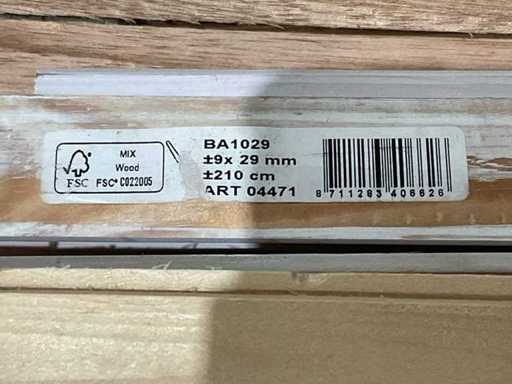 FSC
MIX
Wood
FSC® C022005
BA1029
±9x 29 mm
±210 cm
ART 04471
8 711283 406626